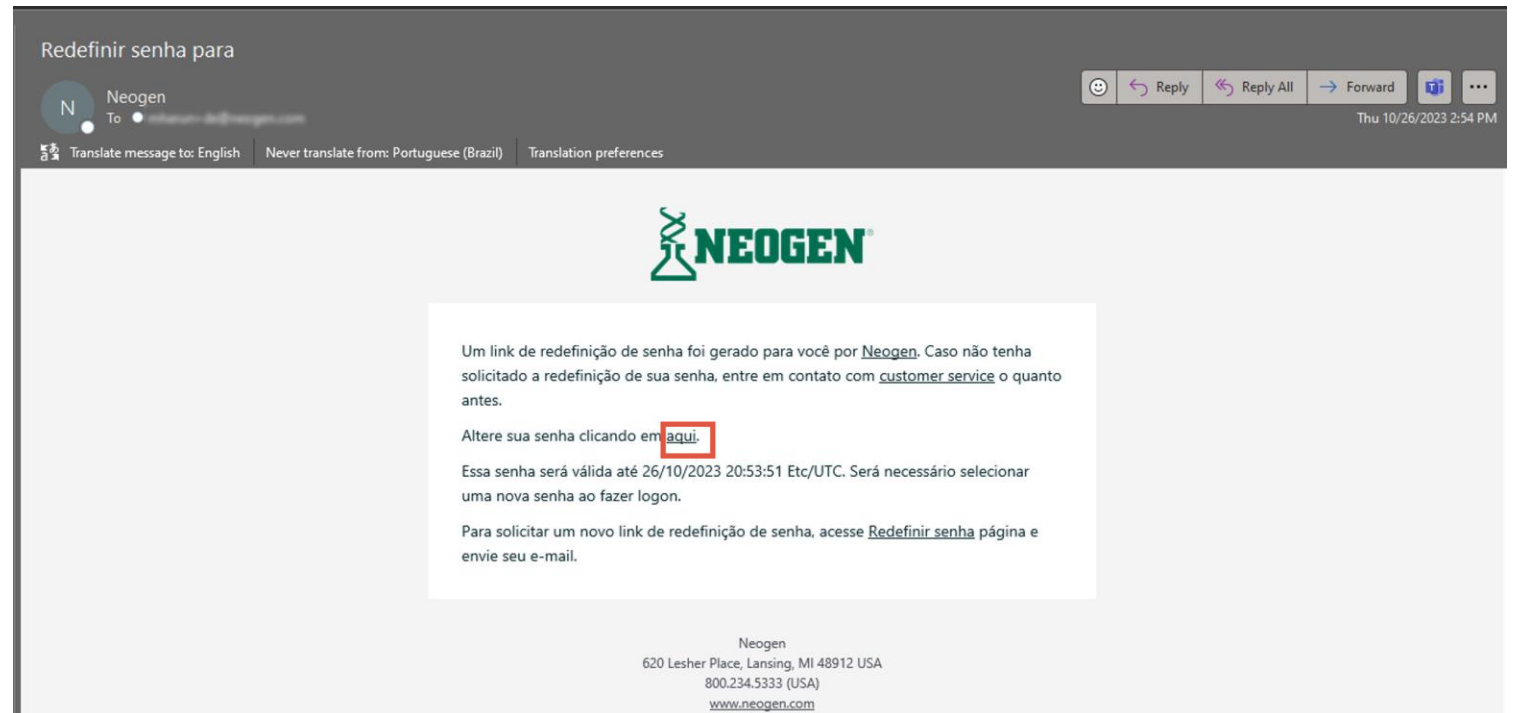 Redefinir senha para
N
Neogen
To
Reply
Reply All
Forward
Thu 10/26/2023 2:54 PM
Translate message to: English
Never translate from: Portuguese (Brazil)
Translation preferences
NEOGEN®
Um link de redefinição de senha foi gerado para você por Neogen. Caso não tenha
solicitado a redefinição de sua senha, entre em contato com customer service o quanto
antes.
Altere sua senha clicando em aqui.
Essa senha será válida até 26/10/2023 20:53:51 Etc/UTC. Será necessário selecionar
uma nova senha ao fazer logon.
Para solicitar um novo link de redefinição de senha, acesse Redefinir senha página e
envie seu e-mail.
Neogen
620 Lesher Place, Lansing, MI 48912 USA
800.234.5333 (USA)
www.neogen.com